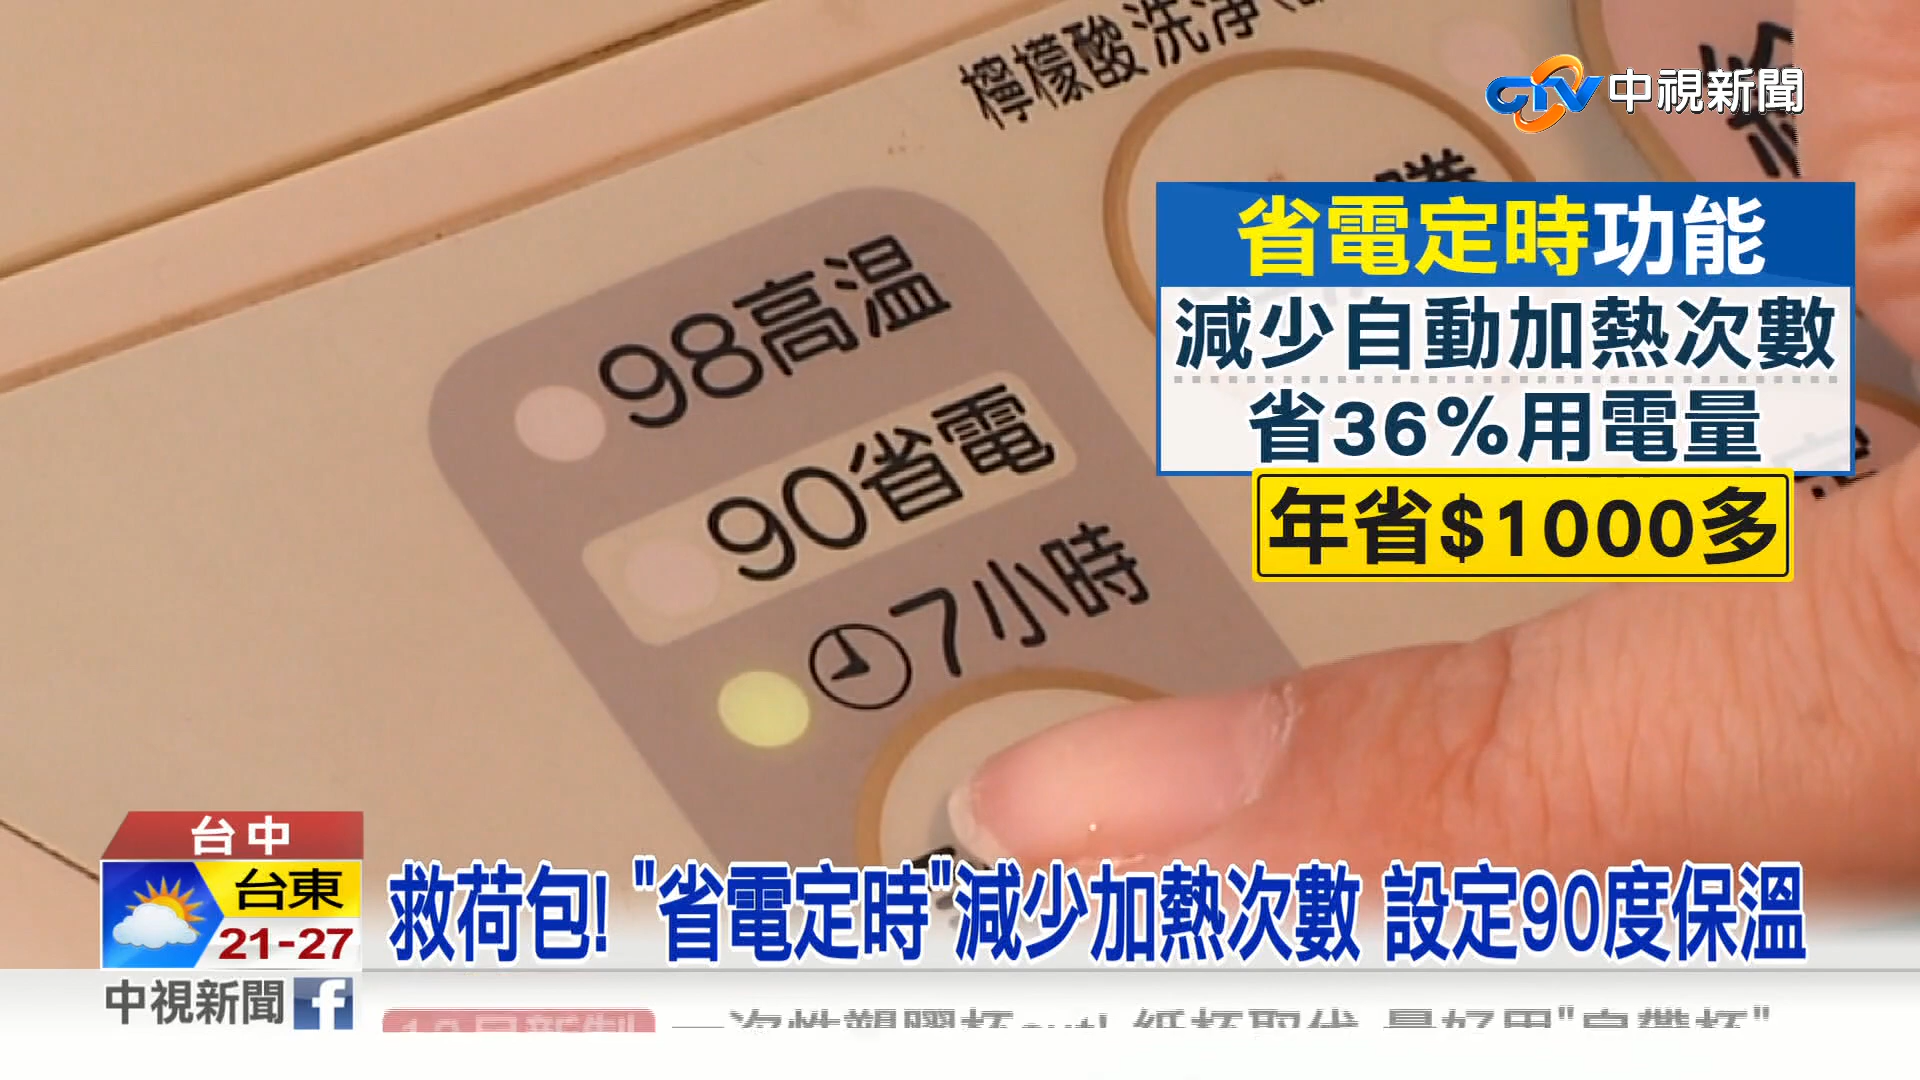 檸檬酸洗淨
CTV中視新聞
省電定時功能
減少自動加熱次數
省36%用電量
年省$1000多
98高温
90省電
7小時
台中
台東
21-27
救荷包! "省電定時"減少加熱次數 設定90度保溫
中視新聞 f